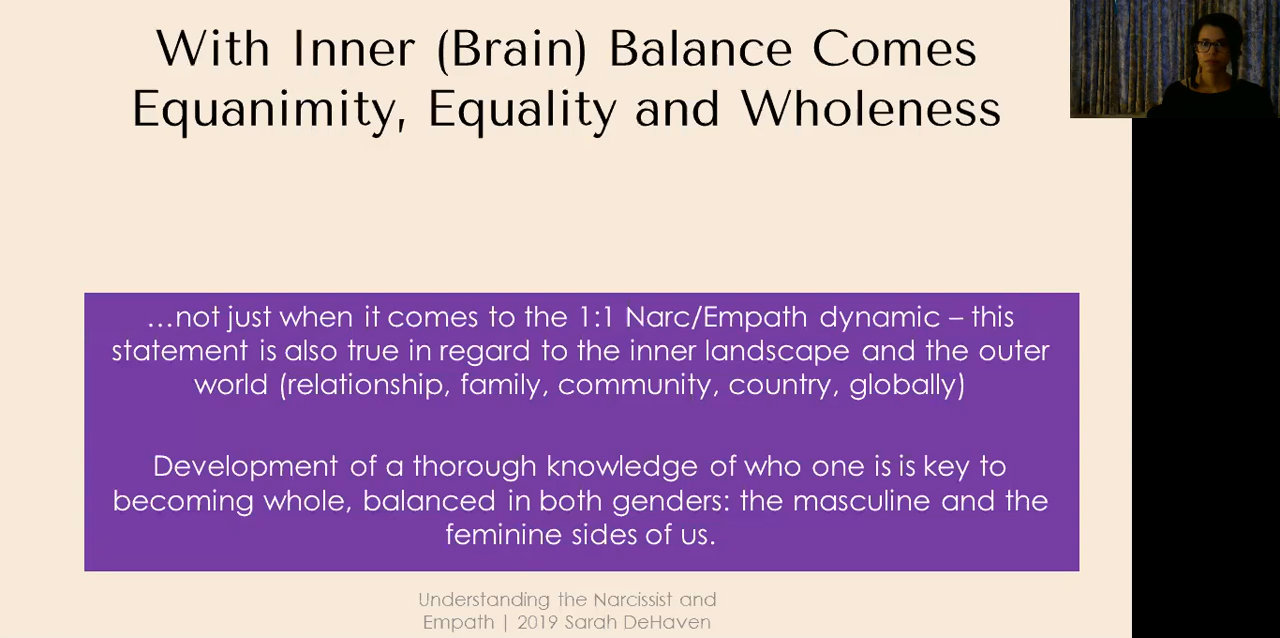 With Inner (Brain) Balance Comes
Equanimity, Equality and Wholeness
…not just when it comes to the 1:1 Narc/Empath dynamic – this
statement is also true in regard to the inner landscape and the outer
world (relationship, family, community, country, globally)
Development of a thorough knowledge of who one is is key to
becoming whole, balanced in both genders: the masculine and the
feminine sides of us.
Understanding the Narcissist and
Empath | 2019 Sarah DeHaven